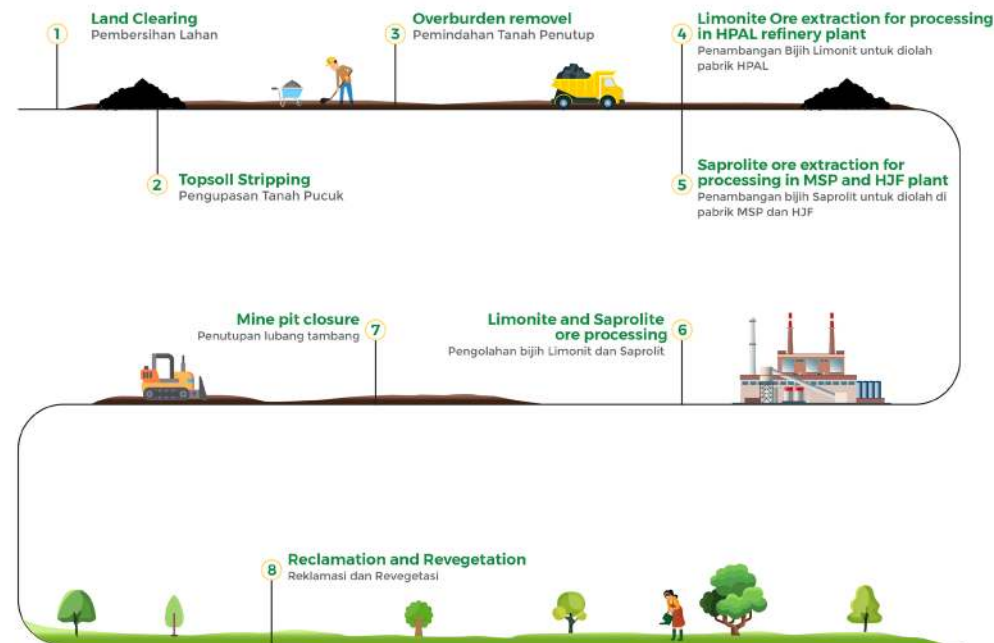 1
Land Clearing
Pembersihan Lahan
2
Topsoll Stripping
Pengupasan Tanah Pucuk
3
Overburden removel
Pemindahan Tanah Penutup
4
Limonite Ore extraction for processing
in HPAL refinery plant
Penambangan Bijih Limonit untuk diolah
pabrik HPAL
5
Saprolite ore extraction for
processing in MSP and HJF plant
Penambangan bijih Saprolit untuk diolah di
pabrik MSP dan HJF
6
Limonite and Saprolite
ore processing
Pengolahan bijih Limonit dan Saprolit
7
Mine pit closure
Penutupan lubang tambang
8
Reclamation and Revegetation
Reklamasi dan Revegetasi